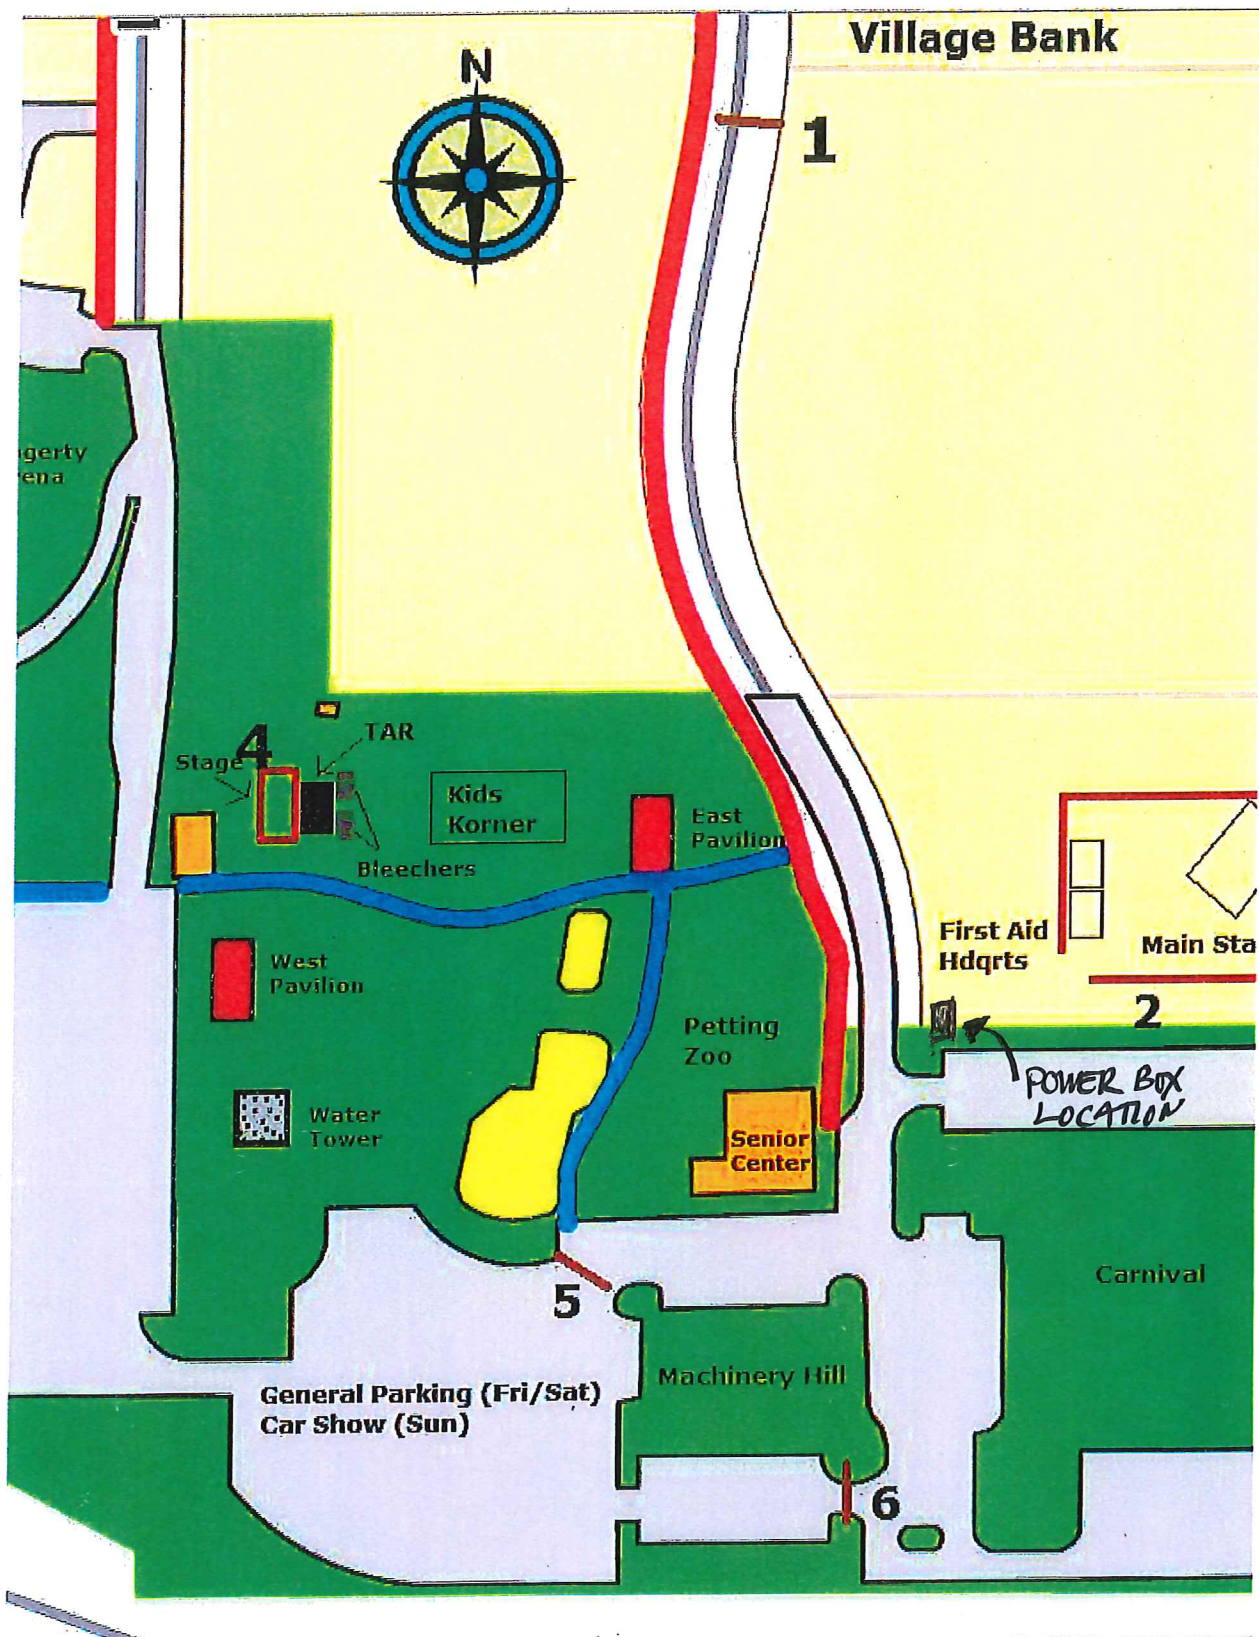 Village Bank
N
1
gerty
ena
4
TAR
Stage
Kids
Korner
East
Pavilion
Bleechers
First Aid
Hdqrts
Main Sta
2
West
Pavilion
Petting
Zoo
POWER BOX
LOCATION
Water
Tower
Senior
Center
Carnival
5
Machinery Hill
General Parking (Fri/Sat)
Car Show (Sun)
6